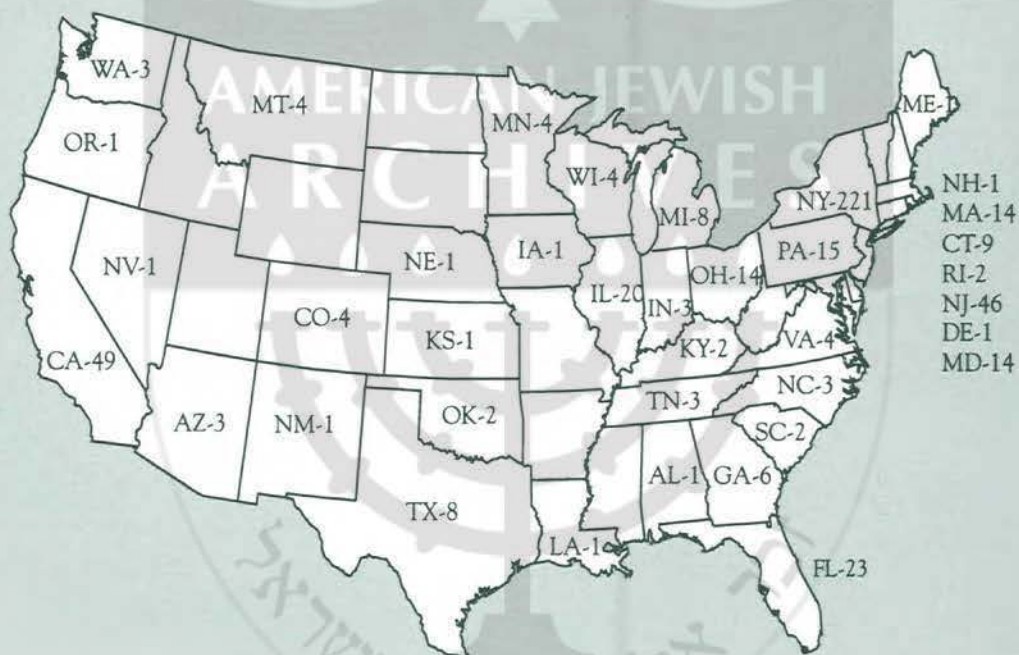 AMERICAN JEWISH
ARCHIVES
WA-3
MT-4
MN-4
ME-1
OR-1
WI-4
MI-8
NY-221
NH-1
MA-14
CT-9
RI-2
NJ-46
DE-1
MD-14
NV-1
NE-1
IA-1
PA-15
IL-20
IN-3
OH-14
CO-4
KS-1
KY-2
VA-4
CA-49
TN-3
NC-3
AZ-3
NM-1
OK-2
SC-2
AL-1
GA-6
TX-8
LA-1
FL-23
ישראל